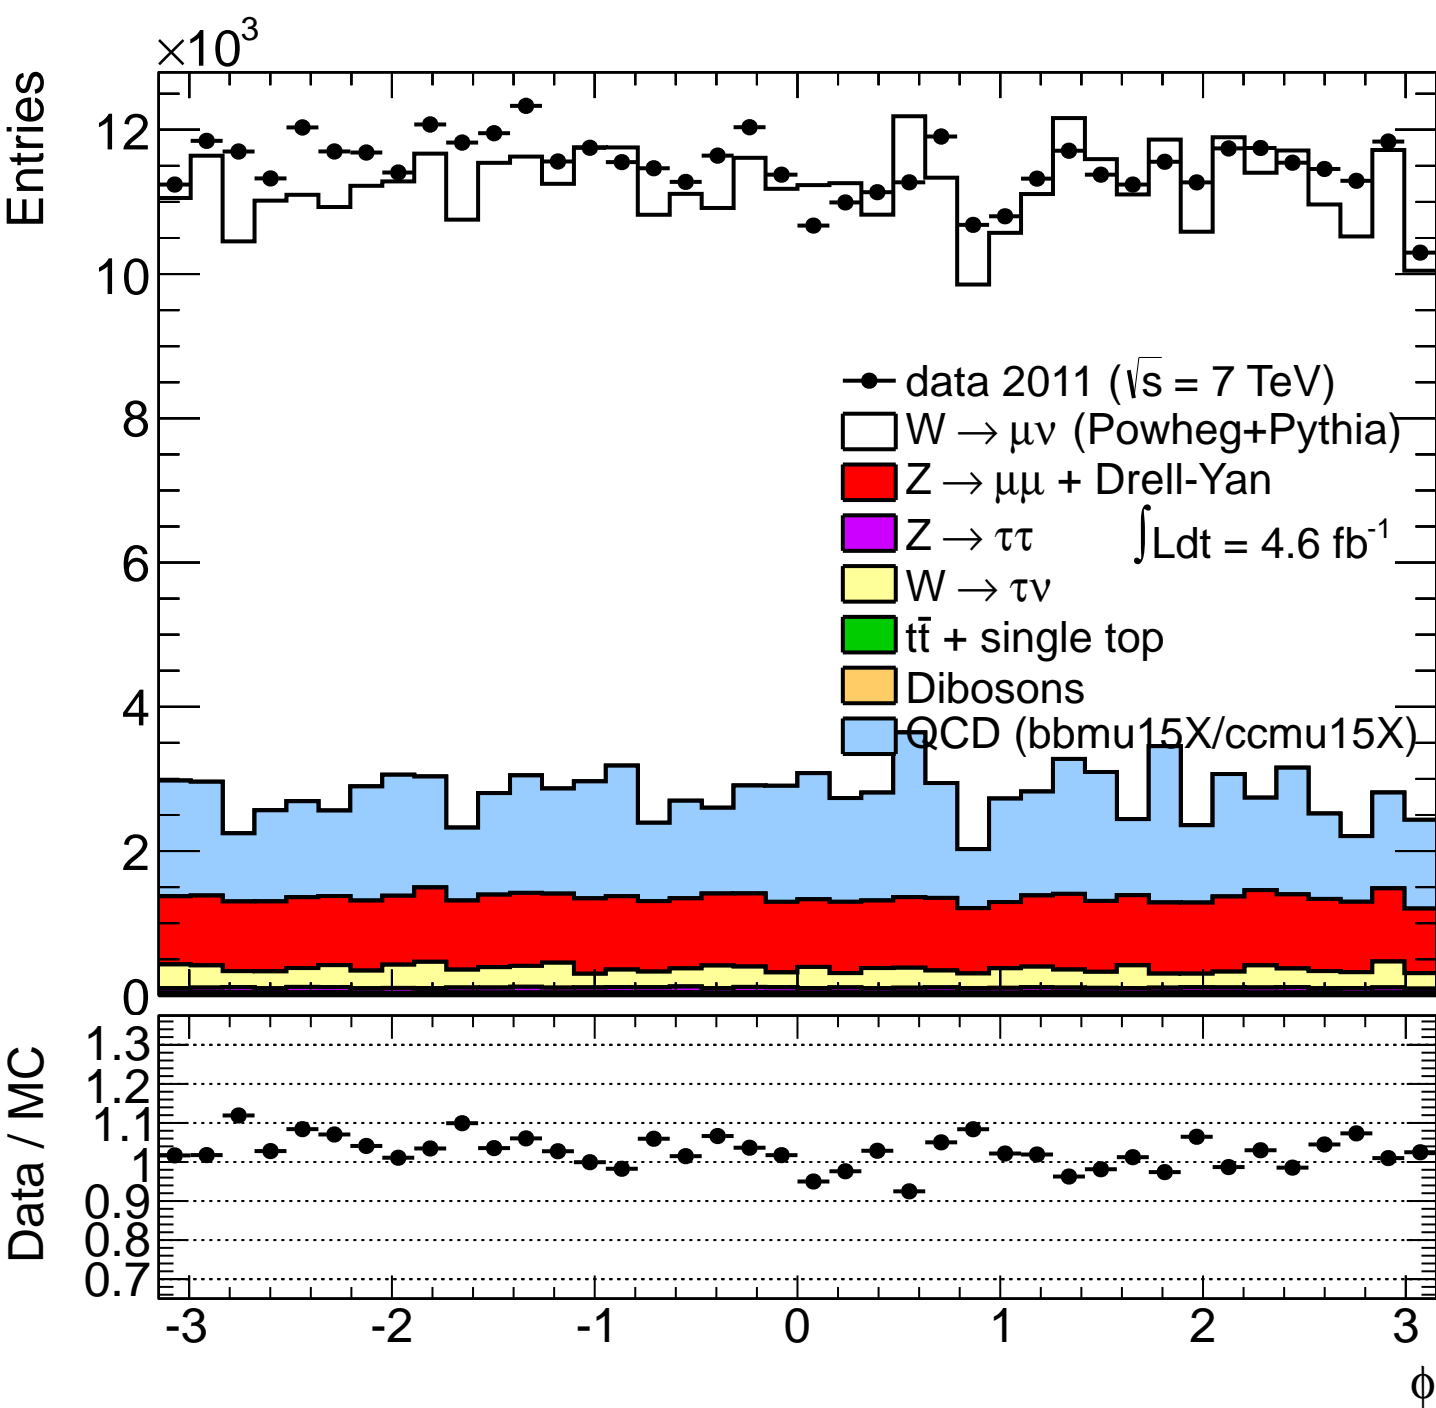 ×10³
Entries
12
10
8
6
4
2
0
data 2011 (√s = 7 TeV)
W → μν (Powheg+Pythia)
Z → μμ + Drell-Yan
Z → ττ
∫Ldt = 4.6 fb⁻¹
W → τν
tt̄ + single top
Dibosons
QCD (bbmu15X/ccmu15X)
Data / MC
1.3
1.2
1.1
1
0.9
0.8
0.7
-3 -2 -1 0 1 2 3
ϕ